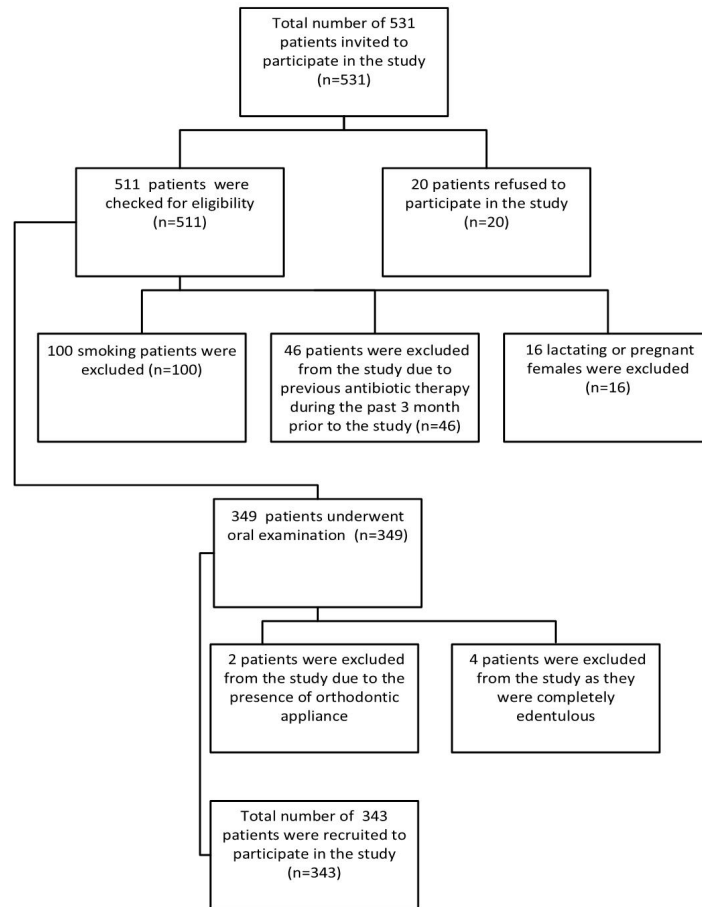 Total number of 531
patients invited to
participate in the study
(n=531)
511 patients were
checked for eligibility
(n=511)
20 patients refused to
participate in the study
(n=20)
100 smoking patients were
excluded (n=100)
46 patients were excluded
from the study due to
previous antibiotic therapy
during the past 3 month
prior to the study (n=46)
16 lactating or pregnant
females were excluded
(n=16)
349 patients underwent
oral examination (n=349)
2 patients were excluded
from the study due to the
presence of orthodontic
appliance
4 patients were excluded
from the study as they
were completely
edentulous
Total number of 343
patients were recruited to
participate in the study
(n=343)